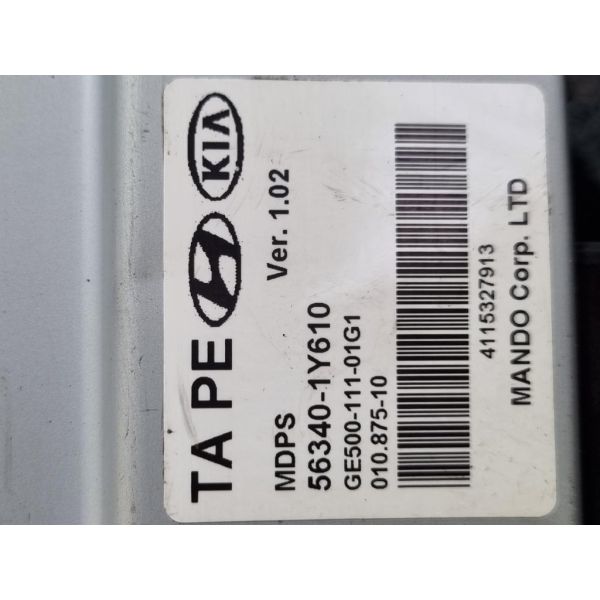 TA PE KIA
MDPS Ver. 1.02
56340-1Y610
GE500-111-01G1
010.875-10
4115327913
MANDO Corp. LTD